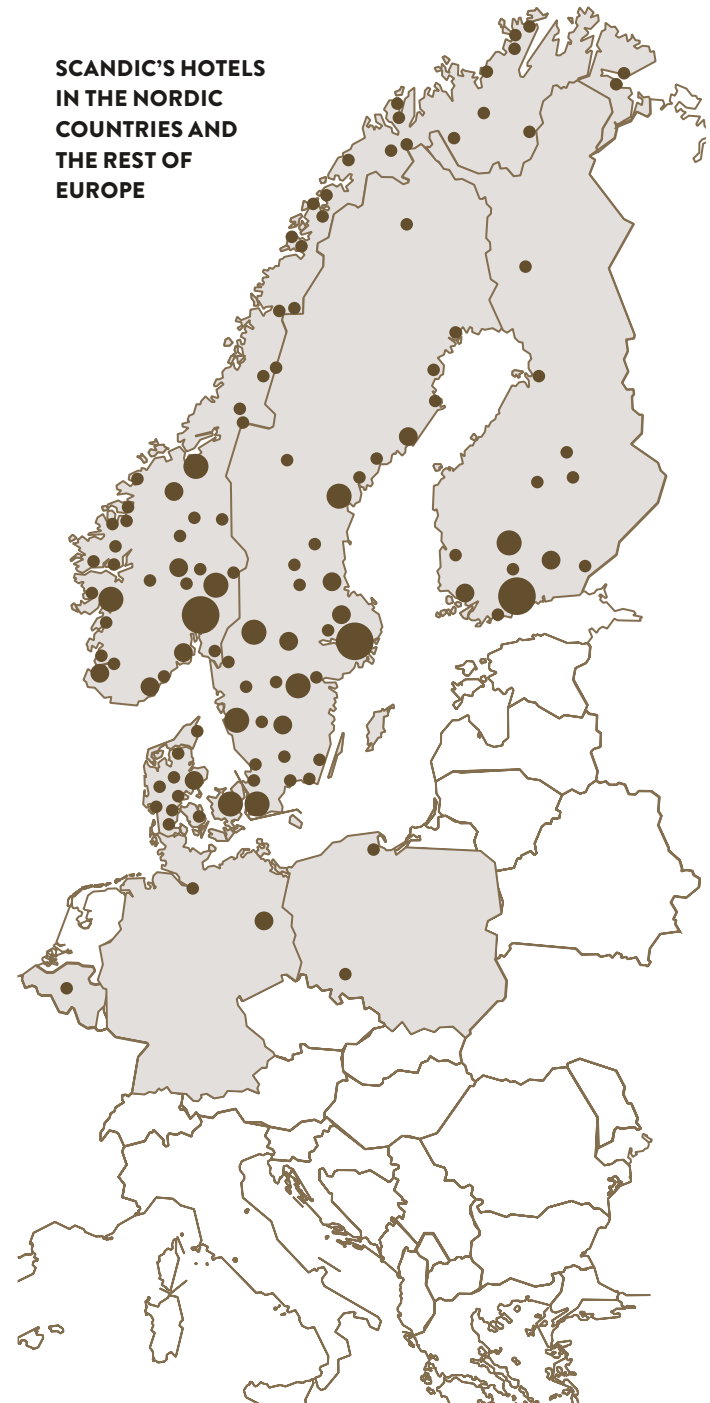 SCANDIC’S HOTELS
IN THE NORDIC
COUNTRIES AND
THE REST OF
EUROPE